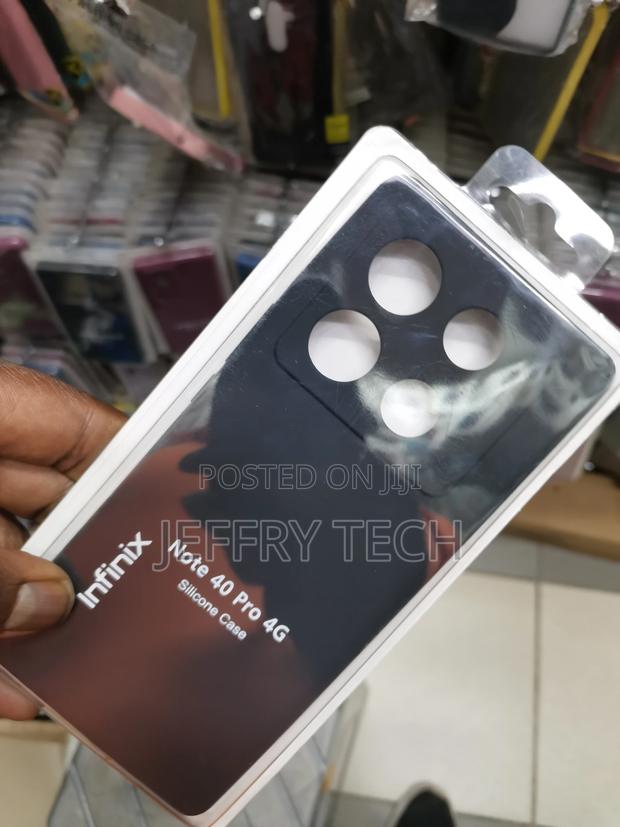 POSTED ON JIJI
JEFFRY TECH
Infinix
Note 40 Pro 4G
Silicone Case